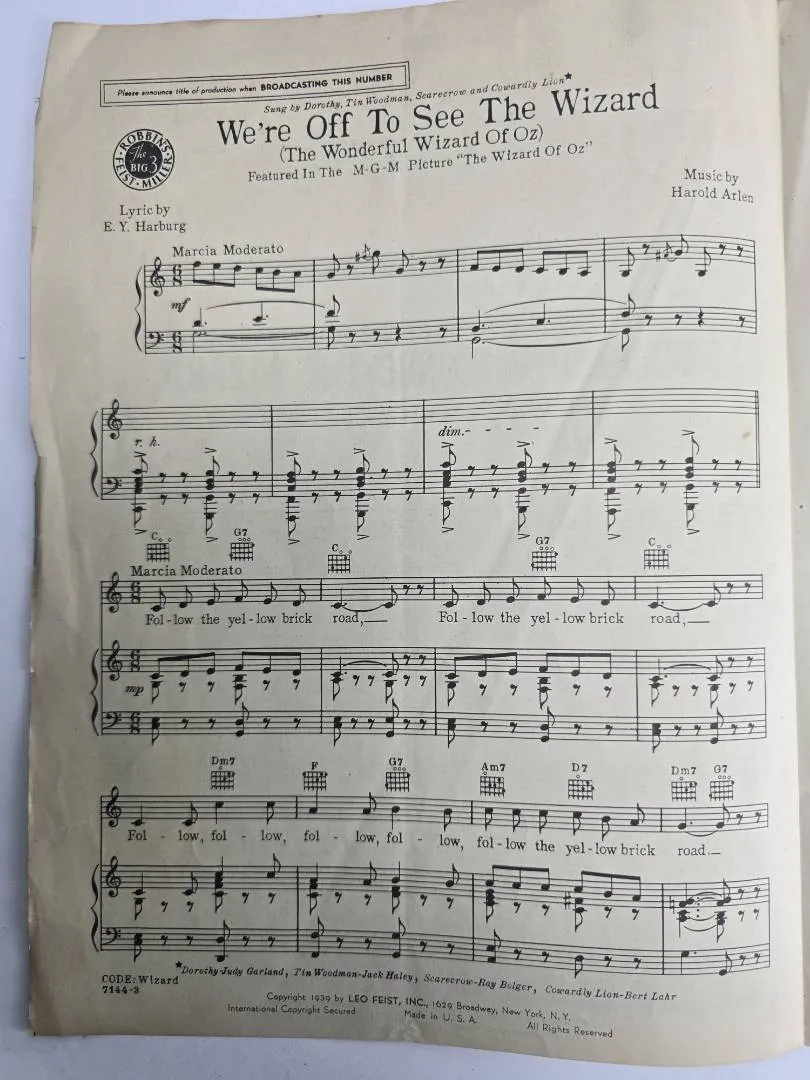 Please announce title of production when BROADCASTING THIS NUMBER
Sung by Dorothy, Tin Woodman, Scarecrow and Cowardly Lion*
We're Off To See The Wizard
(The Wonderful Wizard Of Oz)
Featured In The M-G-M Picture "The Wizard Of Oz"
ROBBINS FEIST MILLER
The BIG 3
Lyric by
E. Y. Harburg
Music by
Harold Arlen
Marcia Moderato
mf
r. h.
dim.- - - -
C G7 C G7 C
Marcia Moderato
Fol-low the yel-low brick road,— Fol-low the yel-low brick road,—
mp
Dm7 F G7 Am7 D7 Dm7 G7
Fol - low, fol - low, fol - low, fol - low, fol-low the yel-low brick road.—
*Dorothy-Judy Garland, Tin Woodman-Jack Haley, Scarecrow-Ray Bolger, Cowardly Lion-Bert Lahr
CODE: Wizard
7144-3
Copyright 1939 by LEO FEIST, INC., 1629 Broadway, New York, N. Y.
International Copyright Secured Made in U. S. A. All Rights Reserved